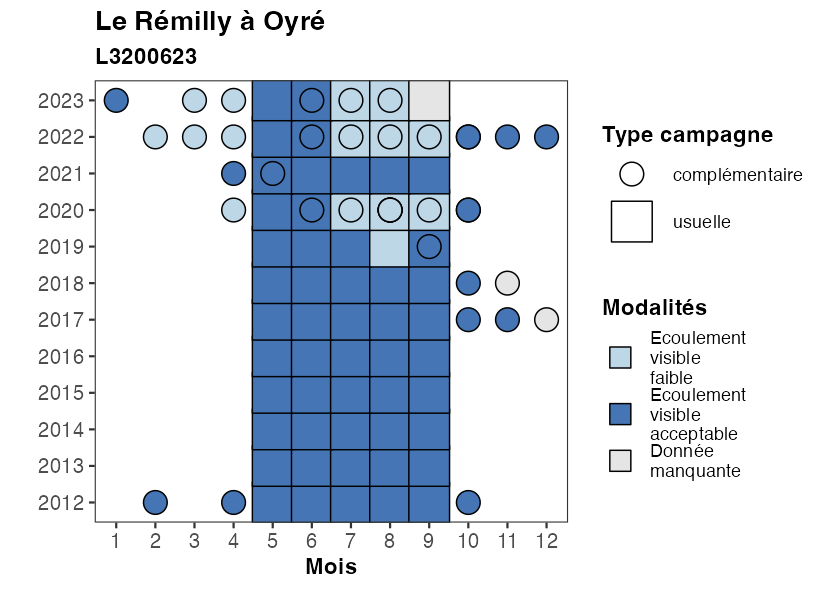 Le Rémilly à Oyré
L3200623
2023
2022
2021
2020
2019
2018
2017
2016
2015
2014
2013
2012
1 2 3 4 5 6 7 8 9 10 11 12
Mois
Type campagne
complémentaire
usuelle
Modalités
Ecoulement
visible
faible
Ecoulement
visible
acceptable
Donnée
manquante